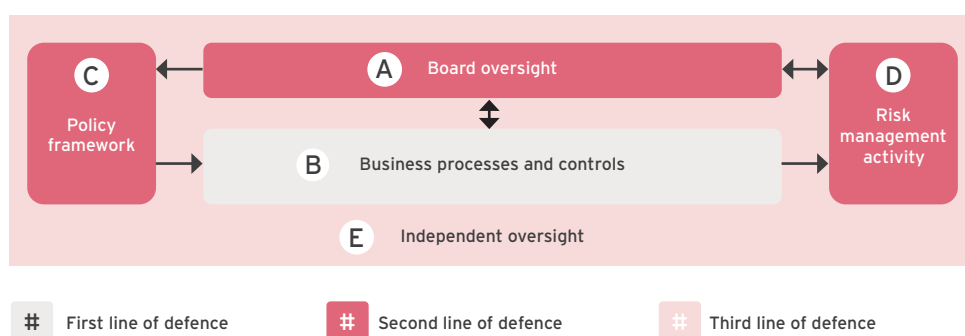 C
A Board oversight
D
Policy
framework
Risk
management
activity
B Business processes and controls
E Independent oversight
# First line of defence
# Second line of defence
# Third line of defence